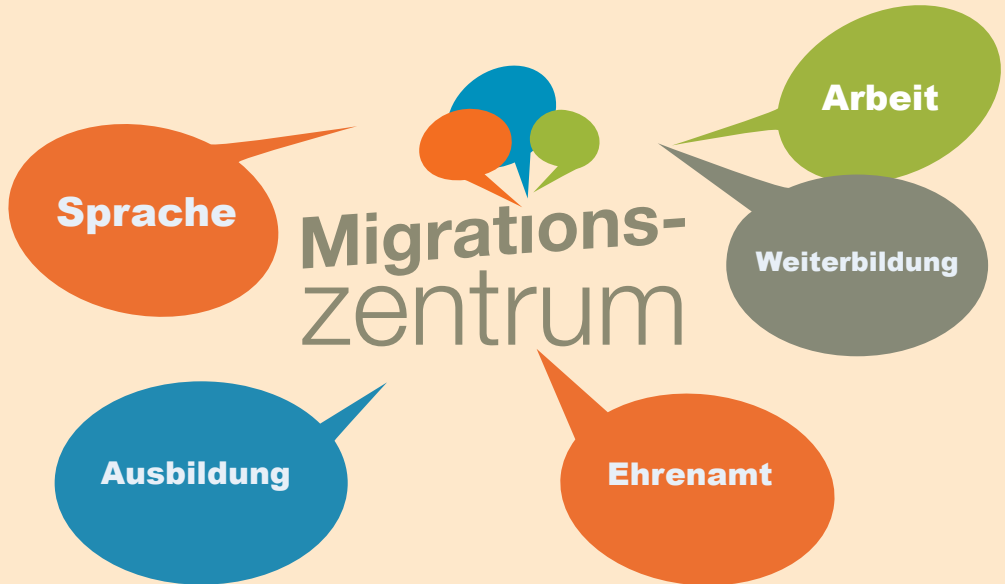 Arbeit
Sprache
Migrations-
zentrum
Weiterbildung
Ausbildung
Ehrenamt